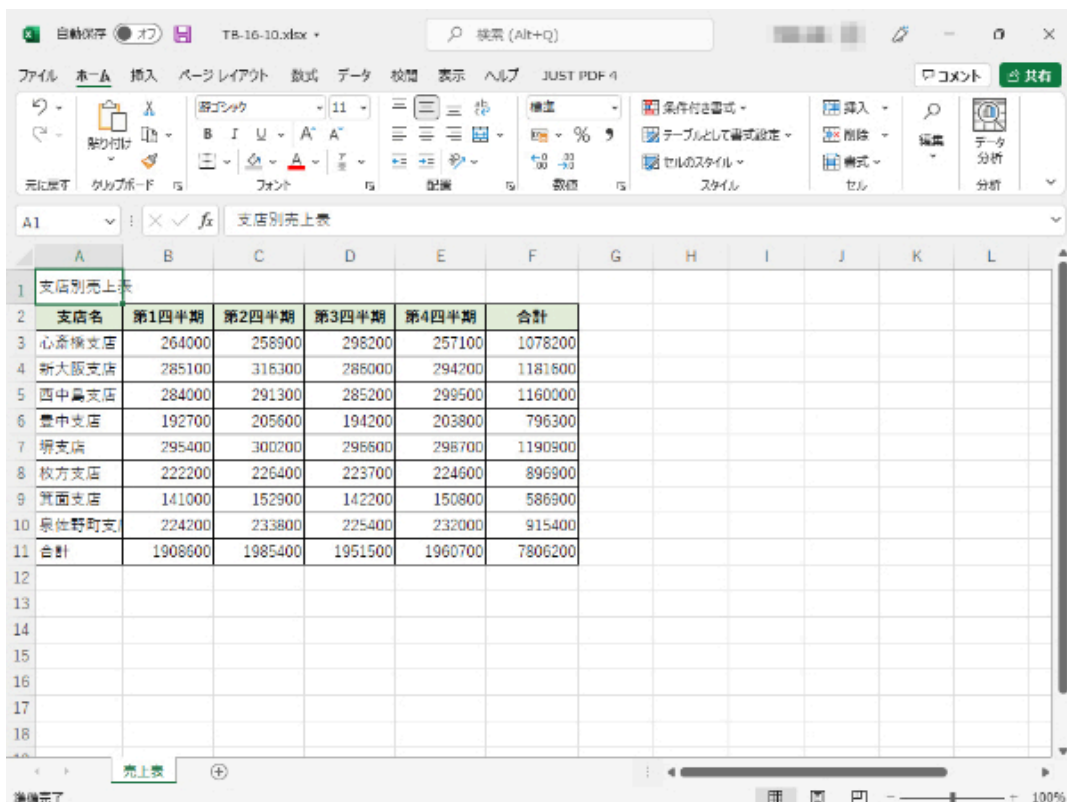 自動保存 オフ TB-16-10.xlsx 検索 (Alt+Q)
ファイル ホーム 挿入 ページ レイアウト 数式 データ 校閲 表示 ヘルプ JUST PDF 4 コメント 共有
游ゴシック 11 標準 条件付き書式 挿入
貼り付け B I U A A % 9 テーブルとして書式設定 削除 編集 データ分析
A セルのスタイル 書式
元に戻す クリップボード フォント 配置 数値 スタイル セル 分析
A1 fx 支店別売上表
A B C D E F G H I J K L
1 支店別売上表
2 支店名 第1四半期 第2四半期 第3四半期 第4四半期 合計
3 心斎橋支店 264000 258900 298200 257100 1078200
4 新大阪支店 285100 316300 286000 294200 1181600
5 西中島支店 284000 291300 285200 299500 1160000
6 豊中支店 192700 205600 194200 203800 796300
7 堺支店 295400 300200 296600 298700 1190900
8 枚方支店 222200 226400 223700 224600 896900
9 箕面支店 141000 152900 142200 150800 586900
10 泉佐野町支 224200 233800 225400 232000 915400
11 合計 1908600 1985400 1951500 1960700 7806200
12
13
14
15
16
17
18
売上表
準備完了 100%